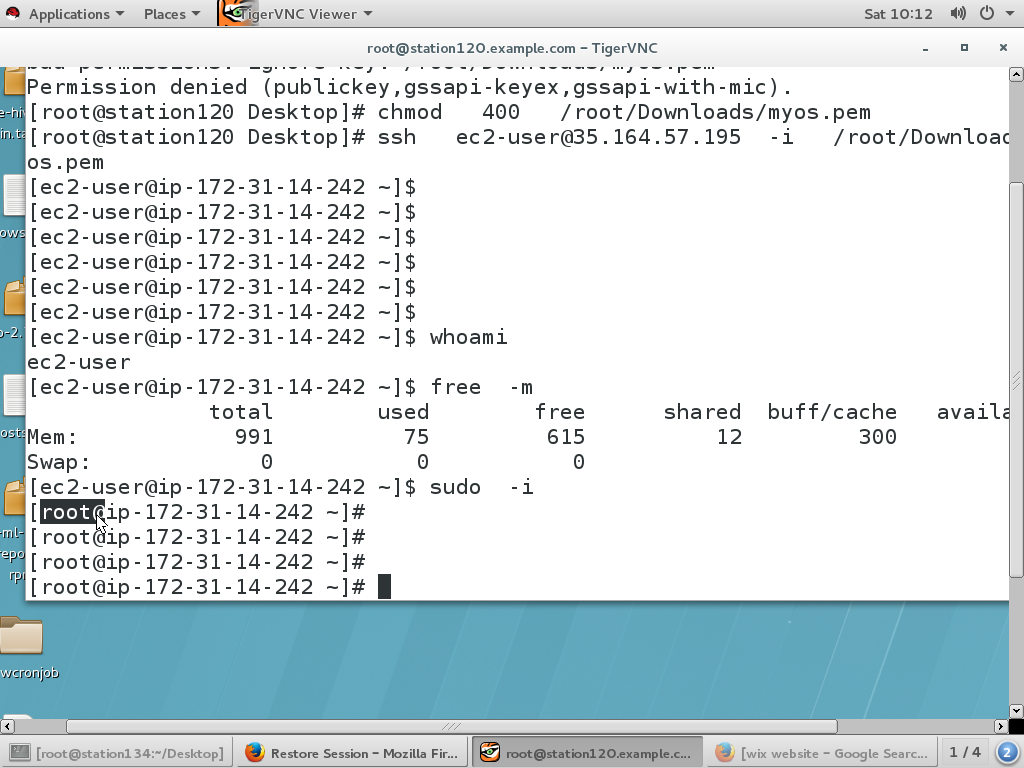 Applications
Places
TigerVNC Viewer
Sat 10:12
root@station120.example.com – TigerVNC
Permission denied (publickey,gssapi-keyex,gssapi-with-mic).
[root@station120 Desktop]# chmod   400   /root/Downloads/myos.pem
[root@station120 Desktop]# ssh   ec2-user@35.164.57.195  -i   /root/Downloac
os.pem
[ec2-user@ip-172-31-14-242 ~]$
[ec2-user@ip-172-31-14-242 ~]$
[ec2-user@ip-172-31-14-242 ~]$
[ec2-user@ip-172-31-14-242 ~]$
[ec2-user@ip-172-31-14-242 ~]$
[ec2-user@ip-172-31-14-242 ~]$
[ec2-user@ip-172-31-14-242 ~]$ whoami
ec2-user
[ec2-user@ip-172-31-14-242 ~]$ free  -m
total        used        free      shared  buff/cache   availa
Mem:            991          75         615          12         300
Swap:             0           0           0
[ec2-user@ip-172-31-14-242 ~]$ sudo  -i
[root@ip-172-31-14-242 ~]#
[root@ip-172-31-14-242 ~]#
[root@ip-172-31-14-242 ~]#
[root@ip-172-31-14-242 ~]#
wcronjob
[root@station134:~/Desktop]
Restore Session – Mozilla Fir...
root@station120.example.c...
[wix website – Google Searc...
1 / 4
2